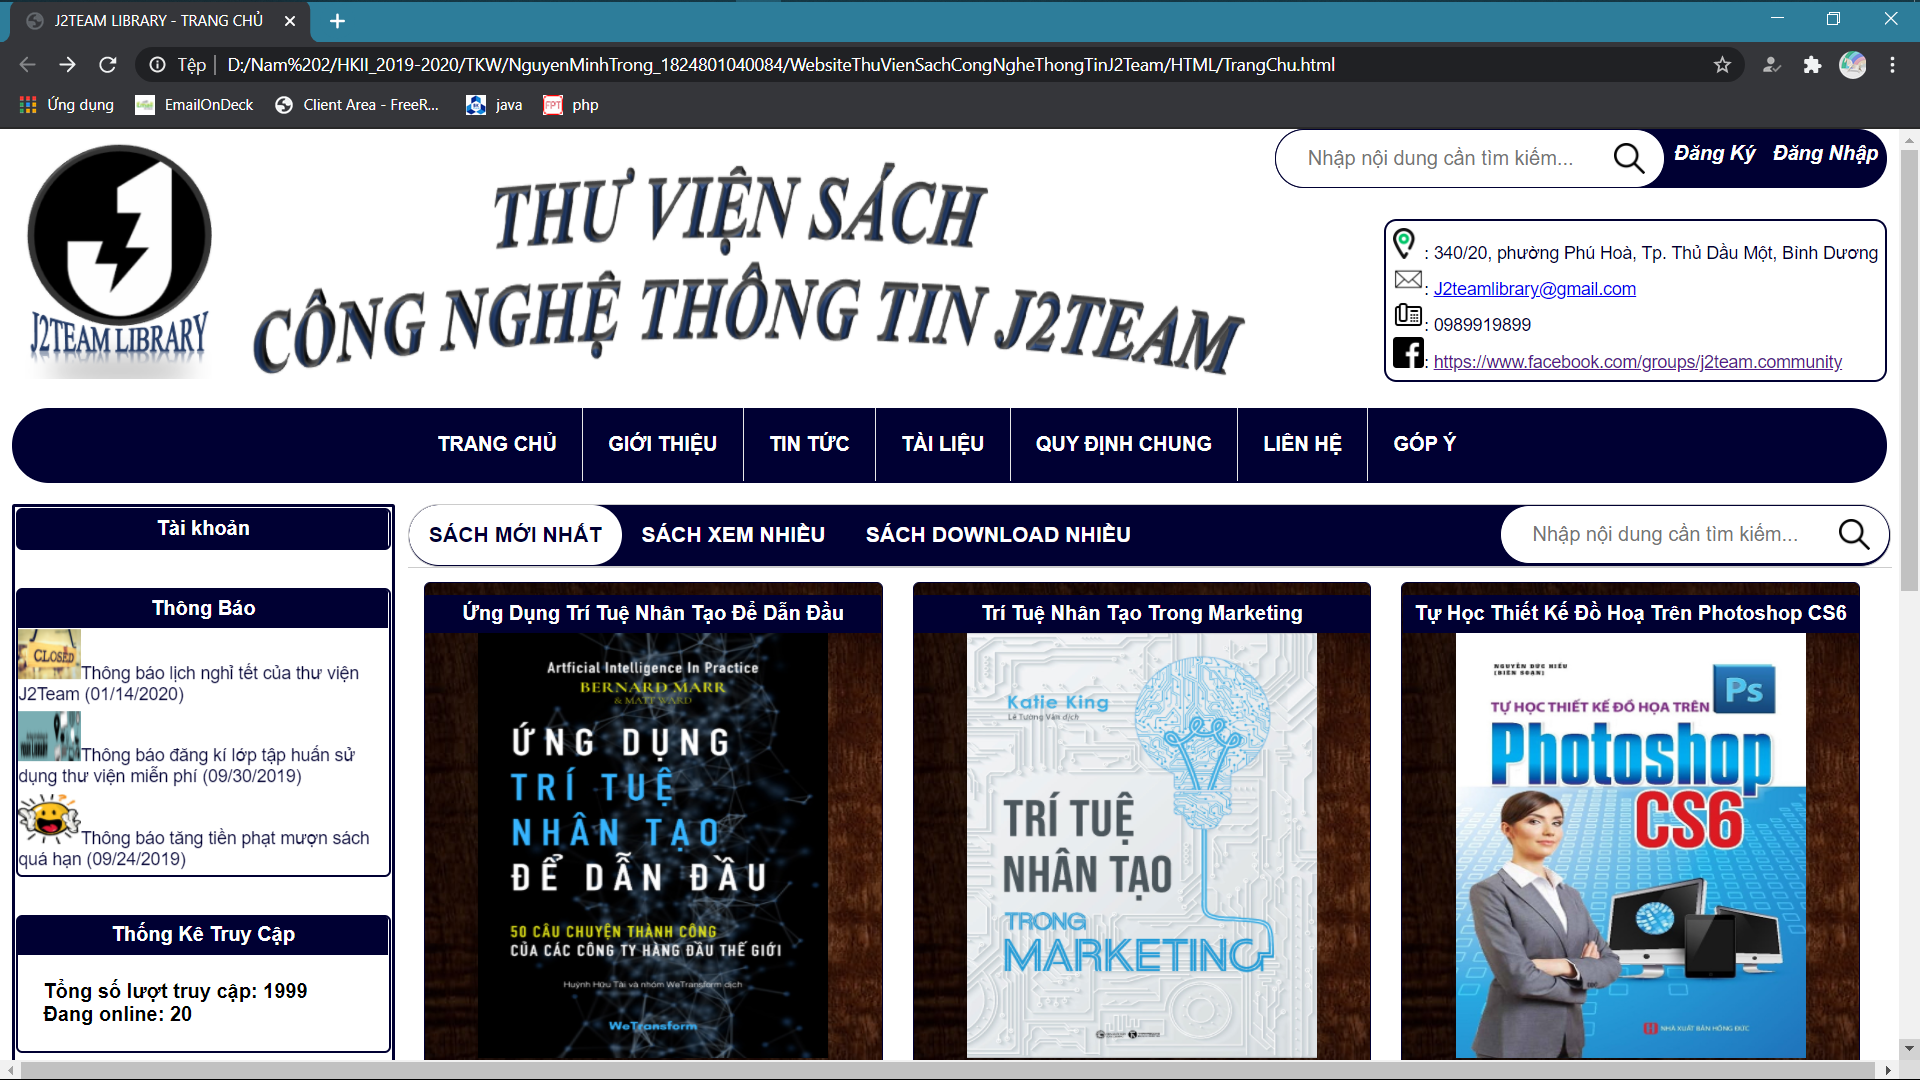 J2TEAM LIBRARY - TRANG CHỦ
Tệp
D:/Nam%202/HKII_2019-2020/TKW/NguyenMinhTrong_1824801040084/WebsiteThuVienSachCongNgheThongTinJ2Team/HTML/TrangChu.html
Ứng dụng
EmailOnDeck
Client Area - FreeR...
java
FPT
php
J2TEAM LIBRARY
THƯ VIỆN SÁCH
CÔNG NGHỆ THÔNG TIN J2TEAM
Nhập nội dung cần tìm kiếm...
Đăng Ký Đăng Nhập
: 340/20, phường Phú Hoà, Tp. Thủ Dầu Một, Bình Dương
: J2teamlibrary@gmail.com
: 0989919899
: https://www.facebook.com/groups/j2team.community
TRANG CHỦ
GIỚI THIỆU
TIN TỨC
TÀI LIỆU
QUY ĐỊNH CHUNG
LIÊN HỆ
GÓP Ý
Tài khoản
Thông Báo
CLOSED
Thông báo lịch nghỉ tết của thư viện
J2Team (01/14/2020)
Thông báo đăng kí lớp tập huấn sử
dụng thư viện miễn phí (09/30/2019)
Thông báo tăng tiền phạt mượn sách
quá hạn (09/24/2019)
Thống Kê Truy Cập
Tổng số lượt truy cập: 1999
Đang online: 20
SÁCH MỚI NHẤT
SÁCH XEM NHIỀU
SÁCH DOWNLOAD NHIỀU
Nhập nội dung cần tìm kiếm...
Ứng Dụng Trí Tuệ Nhân Tạo Để Dẫn Đầu
Artficial Intelligence In Practice
BERNARD MARR
& MATT WARD
ỨNG DỤNG
TRÍ TUỆ
NHÂN TẠO
ĐỂ DẪN ĐẦU
50 CÂU CHUYỆN THÀNH CÔNG
CỦA CÁC CÔNG TY HÀNG ĐẦU THẾ GIỚI
Huỳnh Hữu Tài và nhóm WeTransform dịch
WeTransform
Trí Tuệ Nhân Tạo Trong Marketing
Katie King
Lê Tường Vân dịch
TRÍ TUỆ
NHÂN TẠO
TRONG
MARKETING
Tự Học Thiết Kế Đồ Hoạ Trên Photoshop CS6
NGUYỄN ĐỨC HIẾU
[BIÊN SOẠN]
Ps
TỰ HỌC THIẾT KẾ ĐỒ HỌA TRÊN
Photoshop
CS6
NHÀ XUẤT BẢN HỒNG ĐỨC